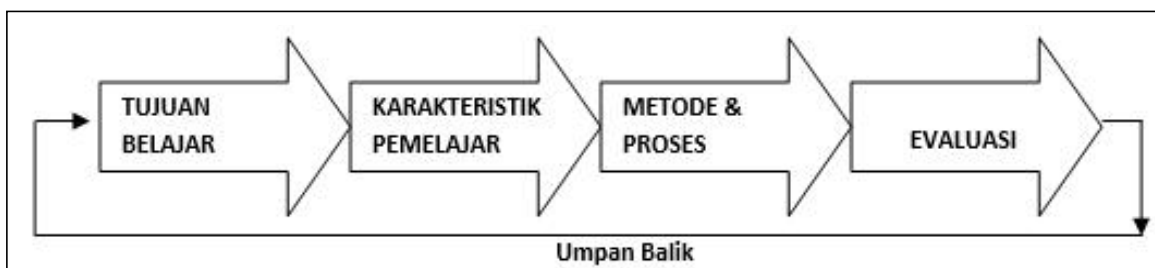 TUJUAN
BELAJAR
KARAKTERISTIK
PEMELAJAR
METODE &
PROSES
EVALUASI
Umpan Balik